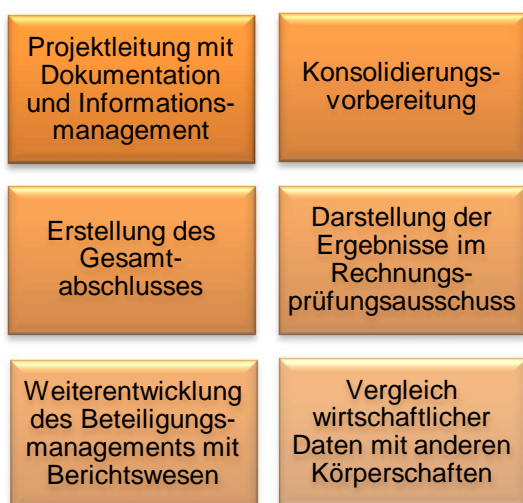 Projektleitung mit
Dokumentation
und Informations-
management
Konsolidierungs-
vorbereitung
Erstellung des
Gesamt-
abschlusses
Darstellung der
Ergebnisse im
Rechnungs-
prüfungsausschuss
Weiterentwicklung
des Beteiligungs-
managements mit
Berichtswesen
Vergleich
wirtschaftlicher
Daten mit anderen
Körperschaften